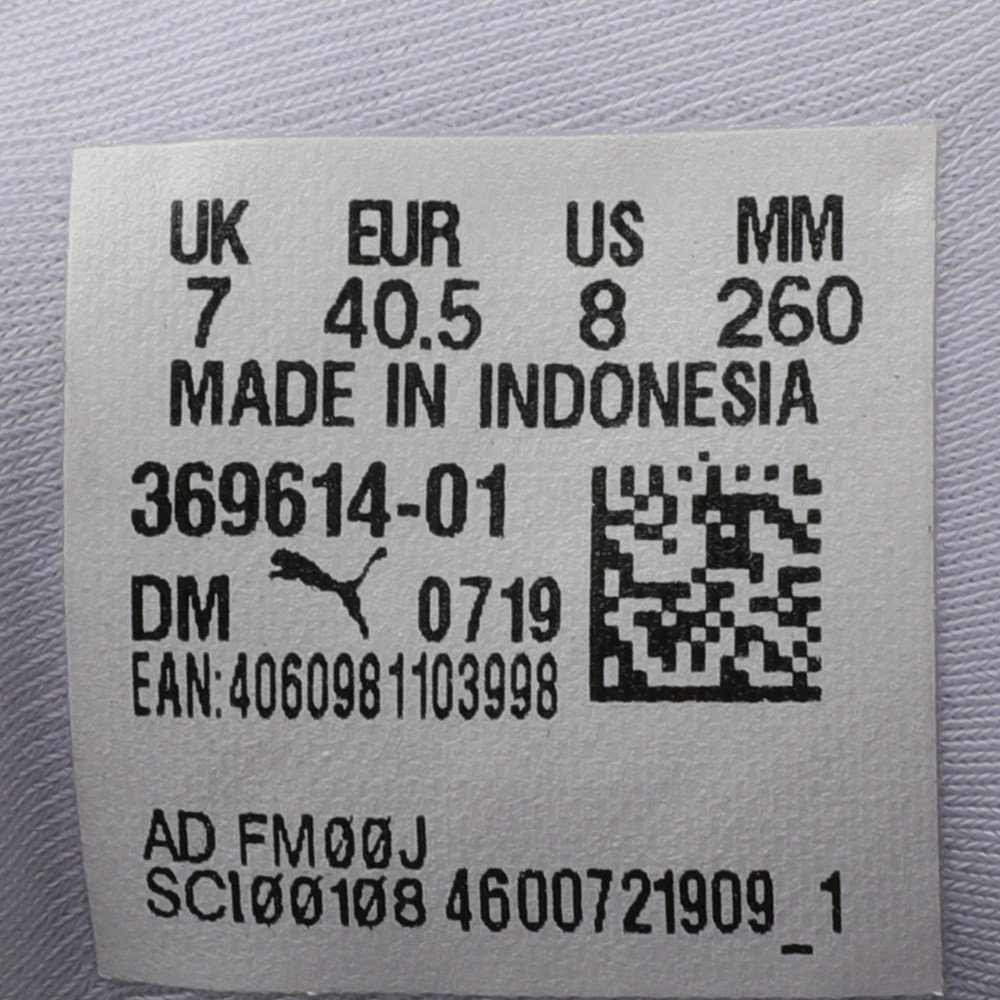 UK EUR US MM
7 40.5 8 260
MADE IN INDONESIA
369614-01
DM 0719
EAN:4060981103998
AD FM00J
SCI00108 4600721909_1